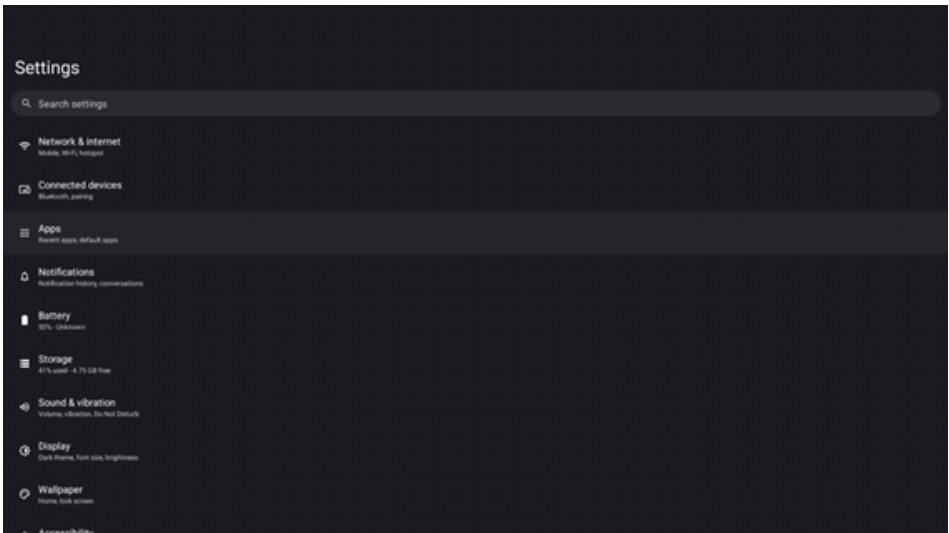 Settings
Search settings
Network & internet
Mobile, Wi-Fi, hotspot
Connected devices
Bluetooth, pairing
Apps
Recent apps, default apps
Notifications
Notification history, conversations
Battery
50% - Unknown
Storage
41% used - 4.75 GB free
Sound & vibration
Volume, vibration, Do Not Disturb
Display
Dark theme, font size, brightness
Wallpaper
Home, lock screen
Accessibility